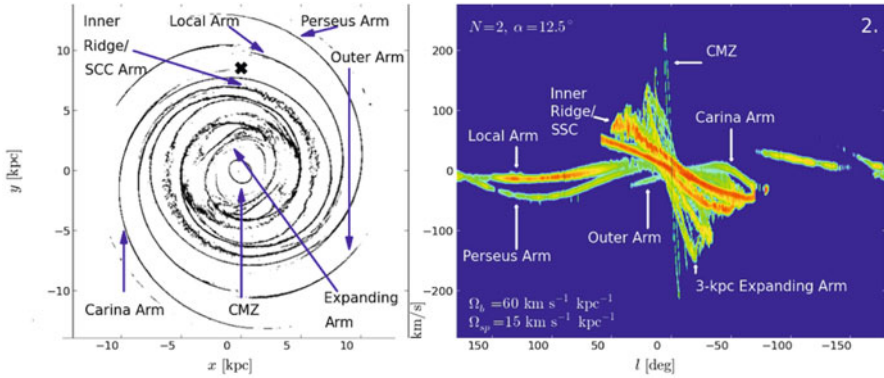 Inner
Ridge/
SCC Arm
Local Arm
Perseus Arm
Outer Arm
10
5
0
−5
−10
y [kpc]
Carina Arm
CMZ
Expanding
Arm
−10
−5
0
5
10
x [kpc]
N=2, α=12.5°
2.
CMZ
Inner
Ridge/
SSC
Carina Arm
Local Arm
Perseus Arm
Outer Arm
3-kpc Expanding Arm
Ω_b =60 km s⁻¹ kpc⁻¹
Ω_sp =15 km s⁻¹ kpc⁻¹
200
100
0
−100
−200
km/s]
150
100
50
0
−50
−100
−150
l [deg]